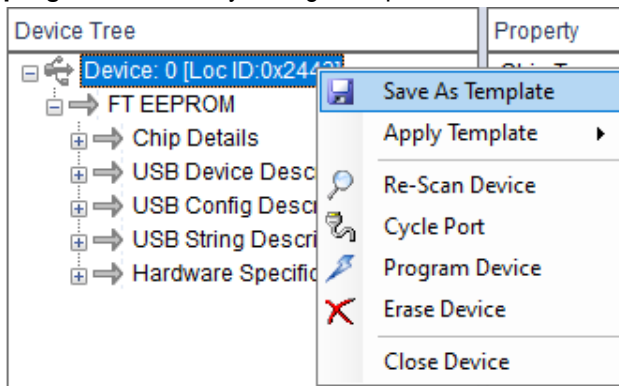 Device Tree
Property
Device: 0 [Loc ID:0x244
FT EEPROM
Chip Details
USB Device Desc
USB Config Descr
USB String Descri
Hardware Specific
Save As Template
Apply Template
Re-Scan Device
Cycle Port
Program Device
Erase Device
Close Device